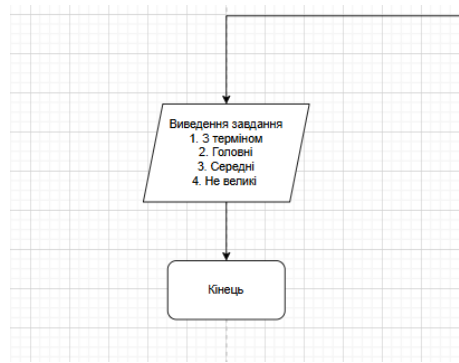 Виведення завдання
1. З терміном
2. Головні
3. Середні
4. Не великі
Кінець